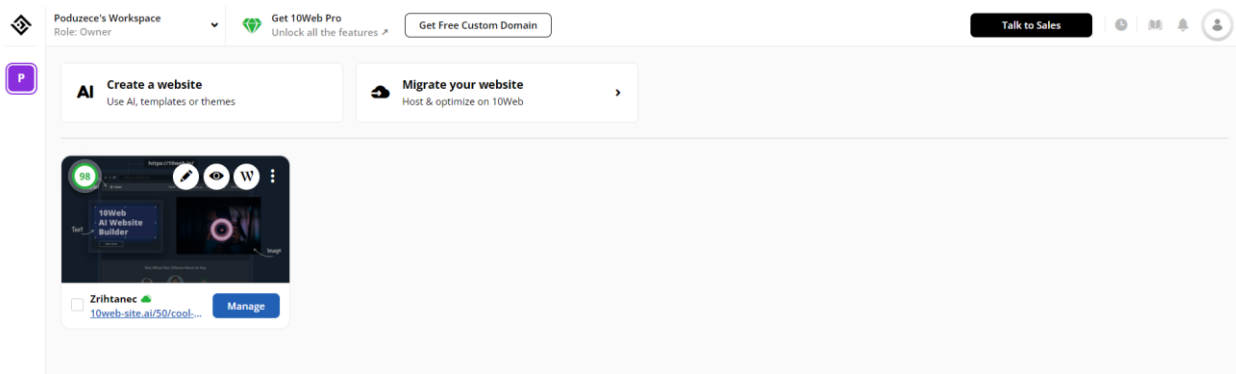 Poduzece's Workspace
Role: Owner
Get 10Web Pro
Unlock all the features ↗
Get Free Custom Domain
Talk to Sales
P
AI
Create a website
Use AI, templates or themes
Migrate your website
Host & optimize on 10Web
98
W
10Web
AI Website
Builder
Text
Image
Zrihtanec
10web-site.ai/50/cool-...
Manage